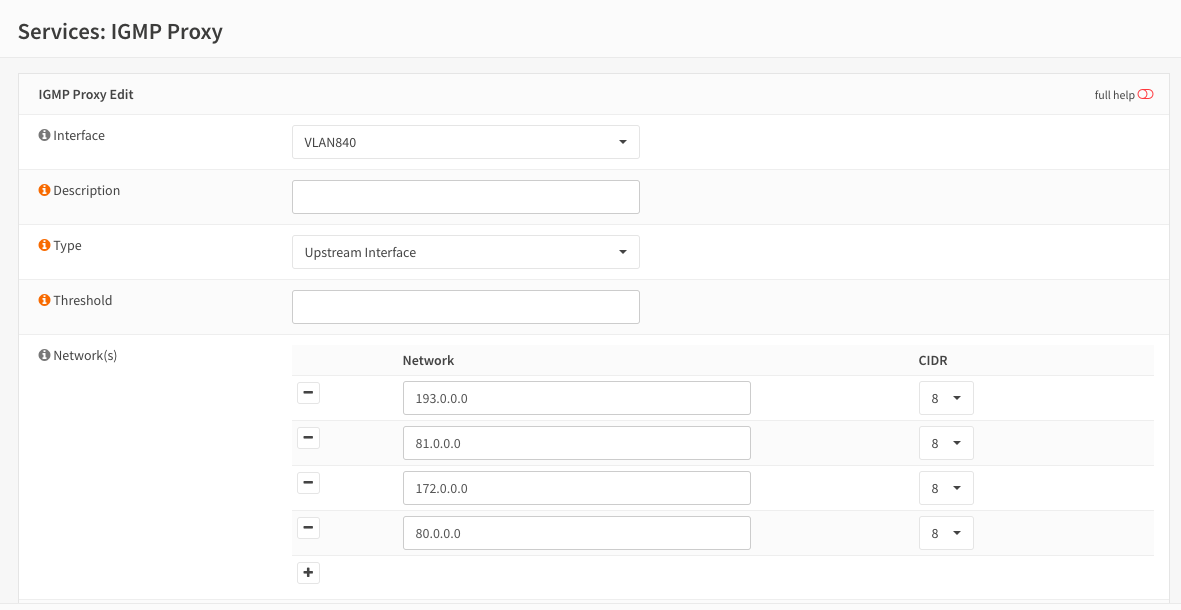 Services: IGMP Proxy
IGMP Proxy Edit full help
Interface VLAN840
Description
Type Upstream Interface
Threshold
Network(s) Network CIDR
193.0.0.0 8
81.0.0.0 8
172.0.0.0 8
80.0.0.0 8